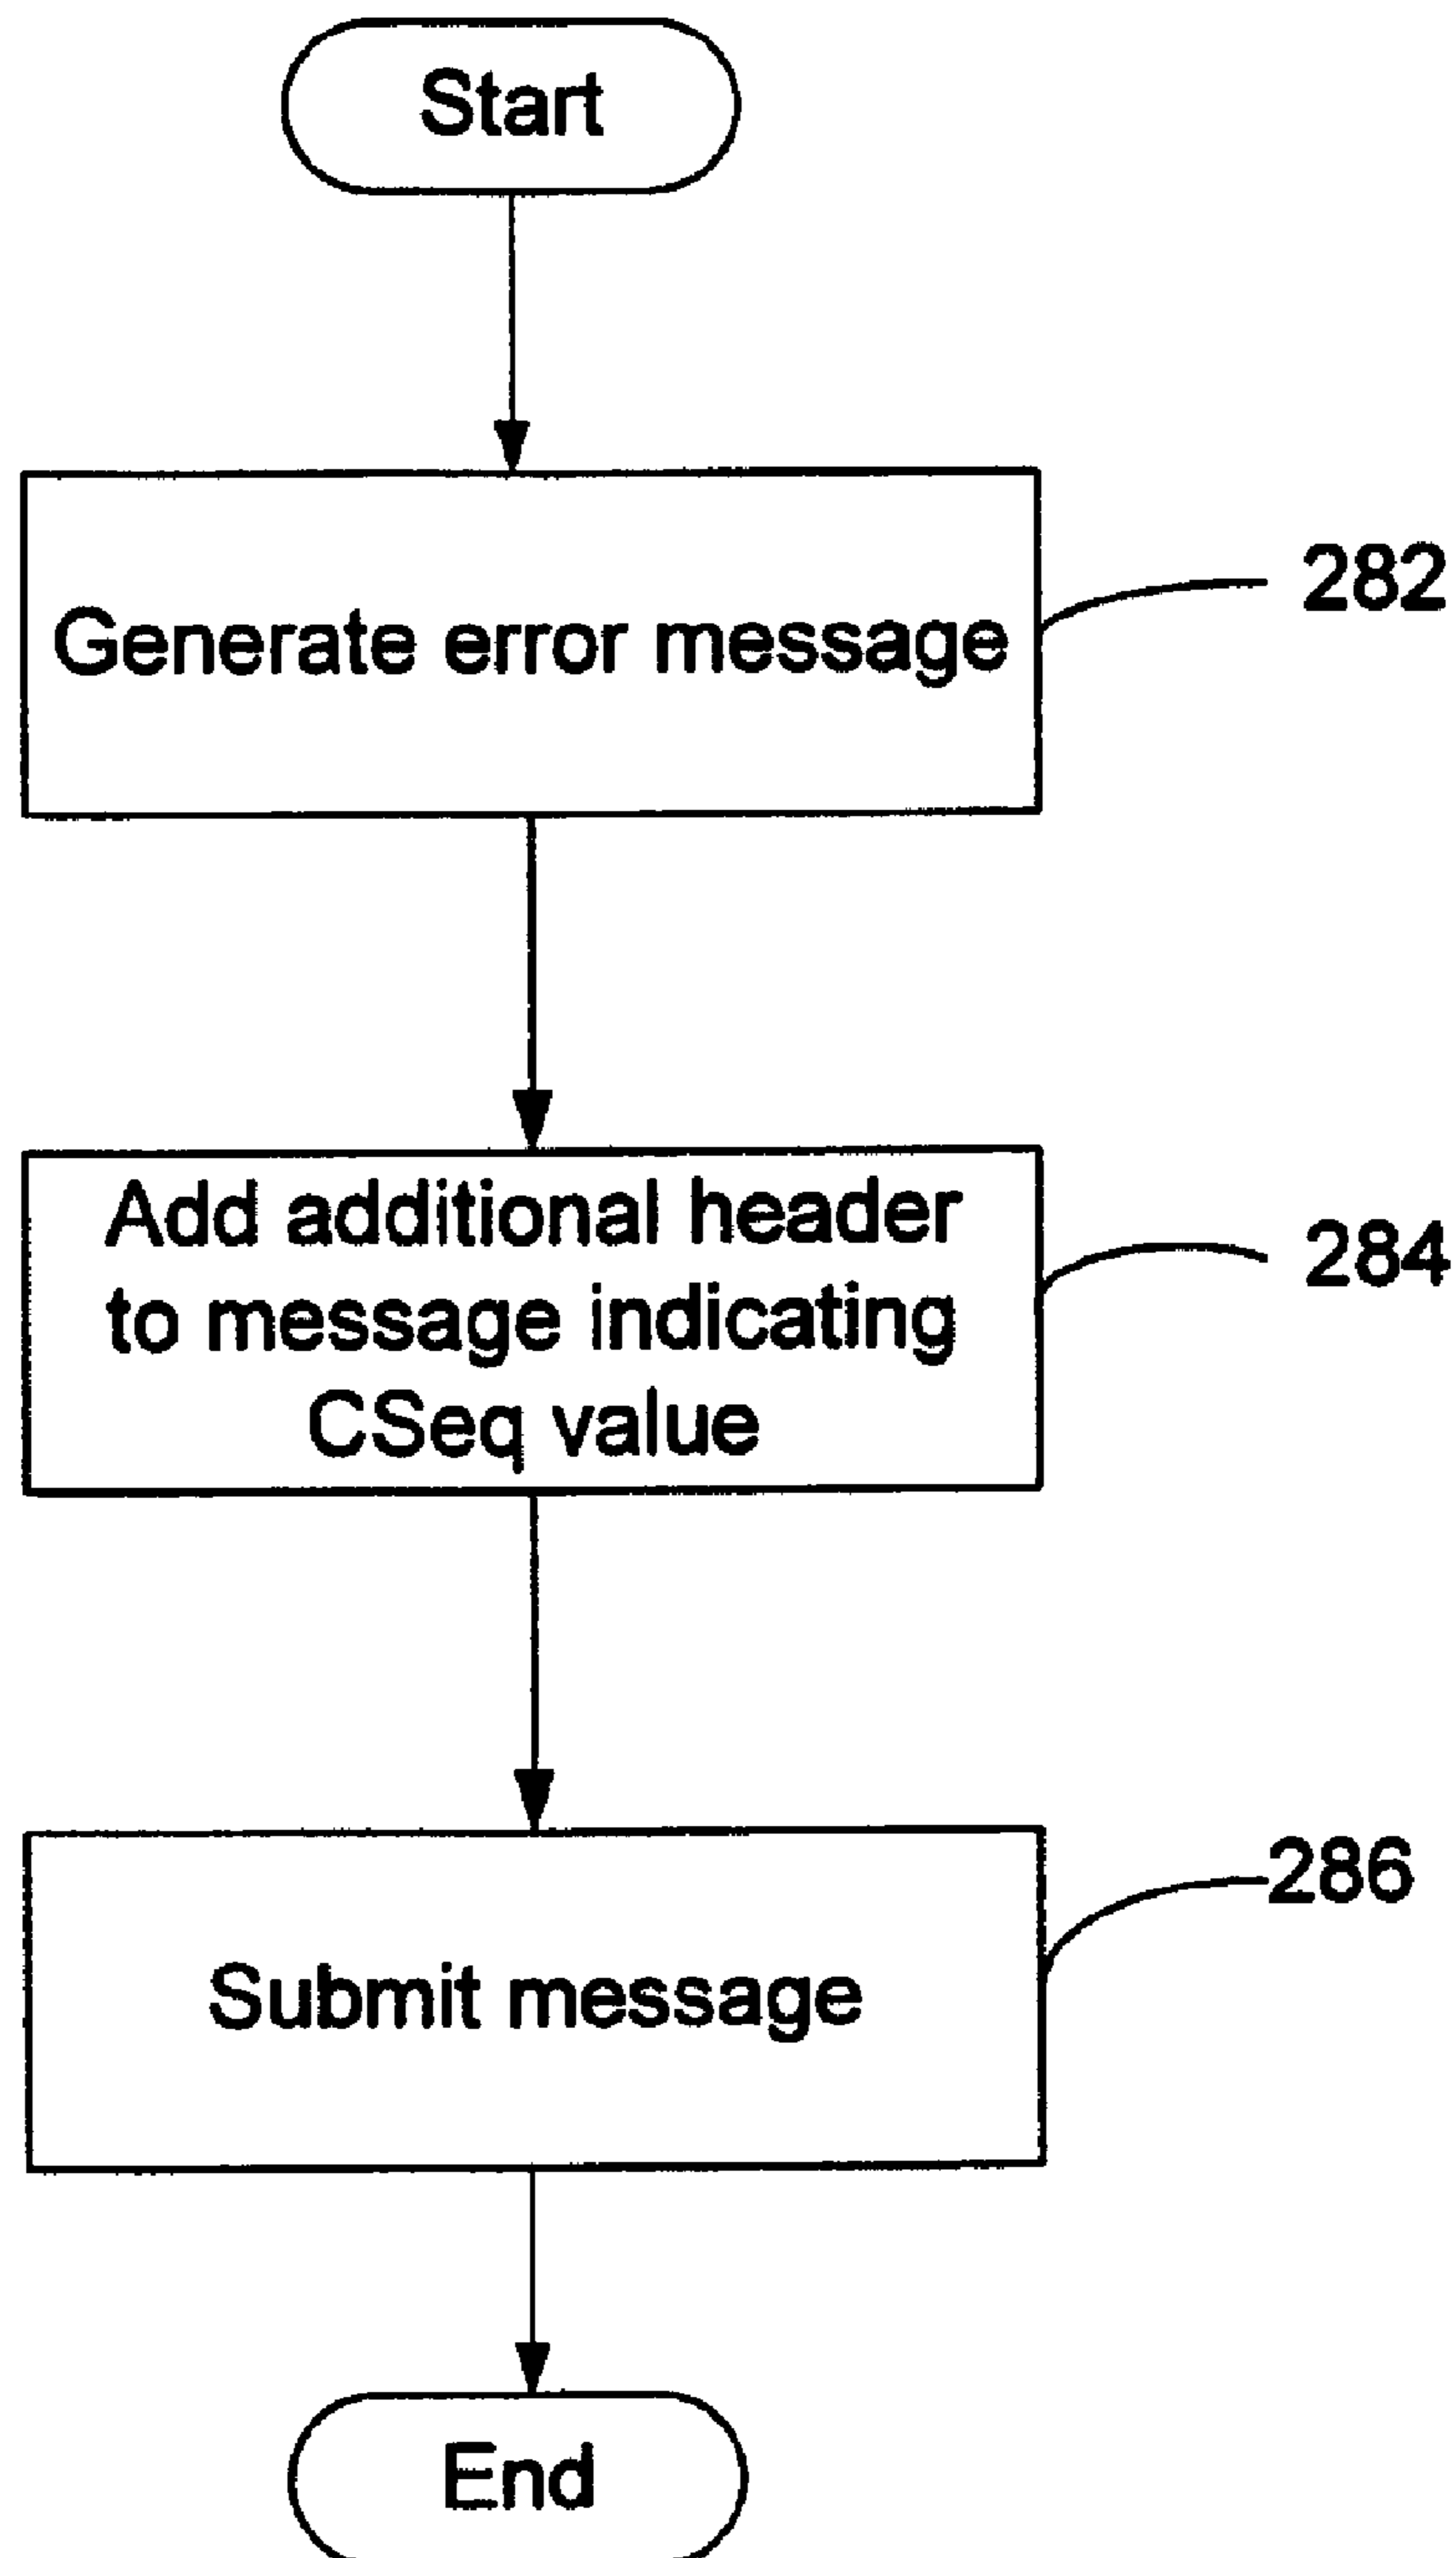 Start
Generate error message
282
Add additional header
to message indicating
CSeq value
284
Submit message
286
End